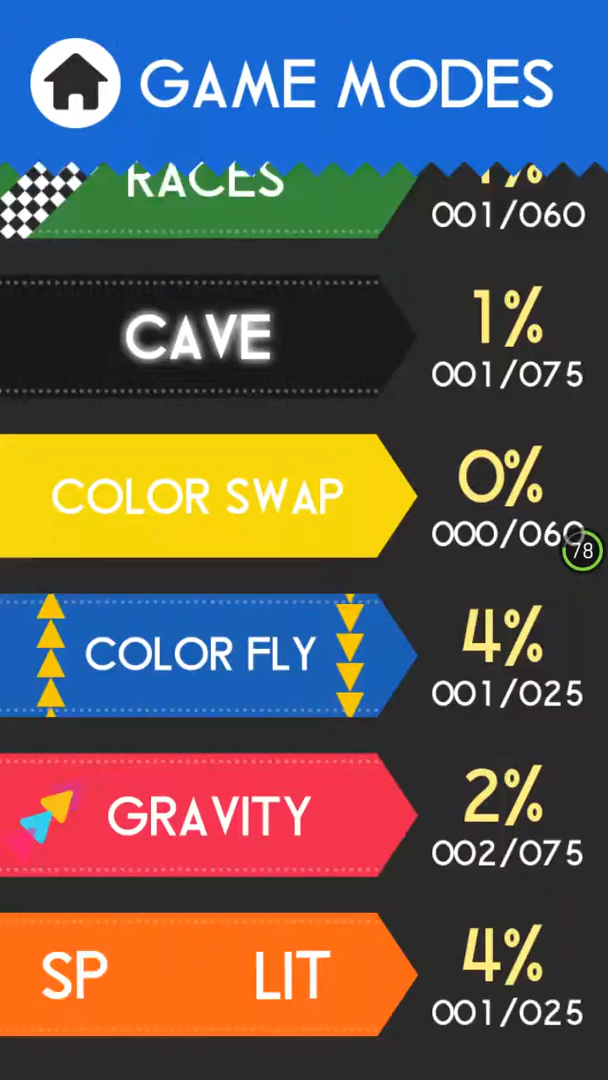 GAME MODES
RACES
1%
001/060
CAVE
1%
001/075
COLOR SWAP
0%
000/060
78
COLOR FLY
4%
001/025
GRAVITY
2%
002/075
SP LIT
4%
001/025